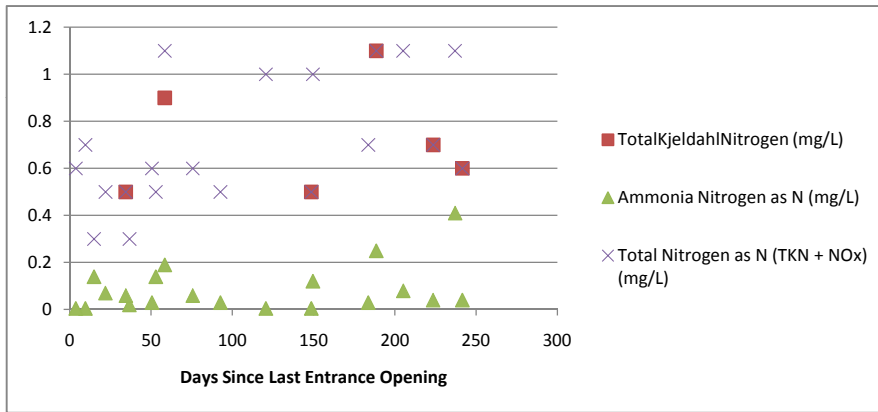 1.2
1
0.8
0.6
0.4
0.2
0
0 50 100 150 200 250 300
Days Since Last Entrance Opening
TotalKjeldahlNitrogen (mg/L)
Ammonia Nitrogen as N (mg/L)
Total Nitrogen as N (TKN + NOx)
(mg/L)